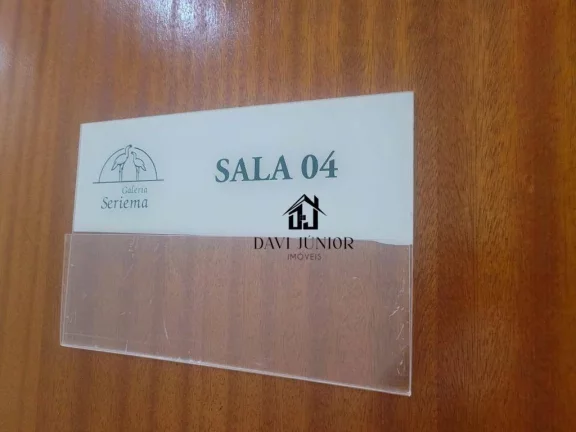 SALA 04
Galeria
Seriema
DAVI JÚNIOR
IMÓVEIS